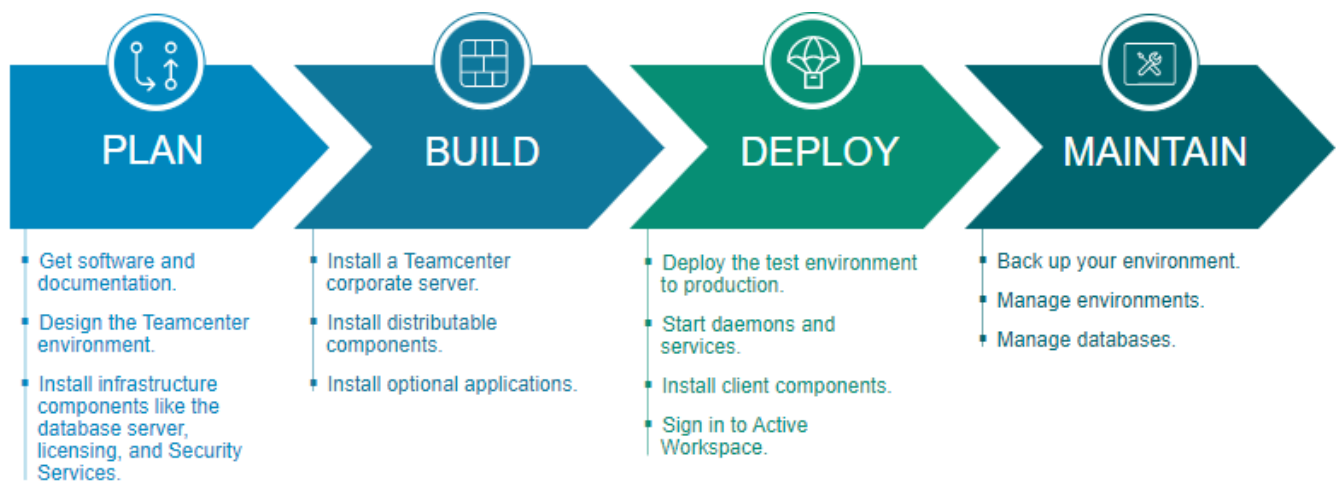 PLAN
Get software and
documentation.
Design the Teamcenter
environment.
Install infrastructure
components like the
database server,
licensing, and Security
Services.
BUILD
Install a Teamcenter
corporate server.
Install distributable
components.
Install optional applications.
DEPLOY
Deploy the test environment
to production.
Start daemons and
services.
Install client components.
Sign in to Active
Workspace.
MAINTAIN
Back up your environment.
Manage environments.
Manage databases.